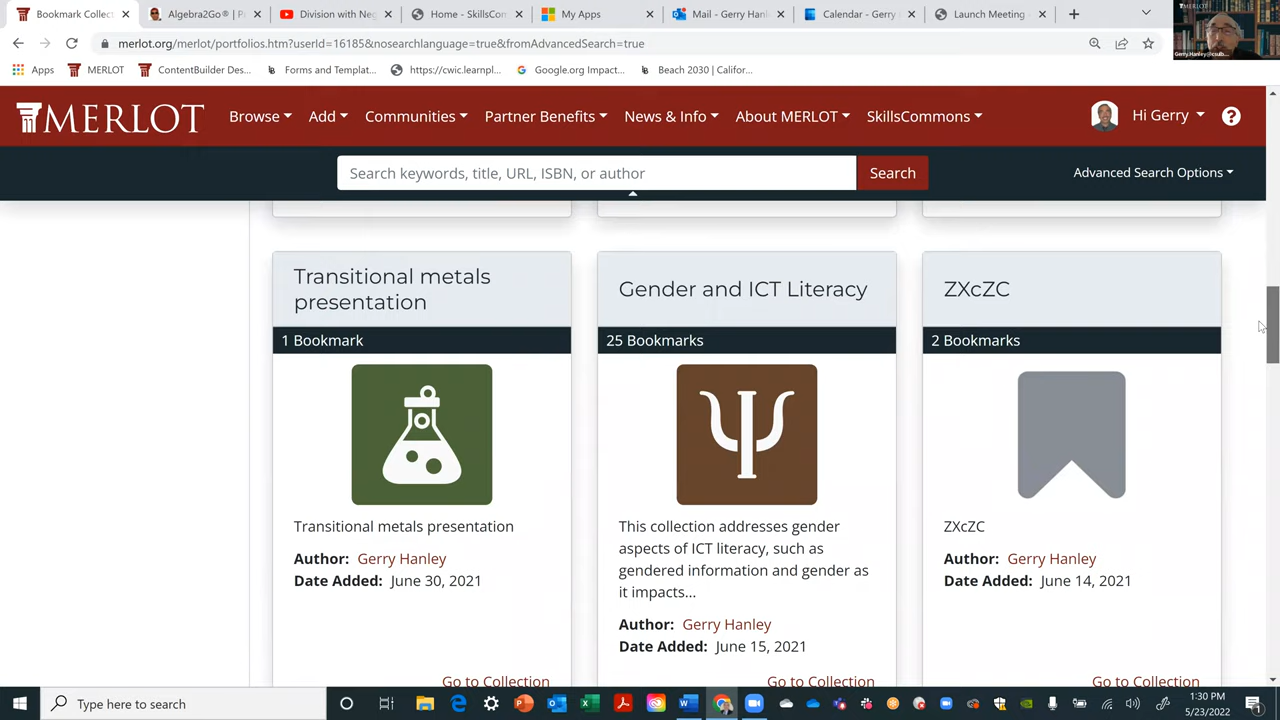 Bookmark Collec
Algebra2Go® | P
Division with Neg
Home - SkillsCom
My Apps
Mail - Gerry Hanl
Calendar - Gerry
Launch Meeting
merlot.org/merlot/portfolios.htm?userId=16185&nosearchlanguage=true&fromAdvancedSearch=true
Apps
MERLOT
ContentBuilder Des...
Forms and Templat...
https://cwic.learnpi...
Google.org Impact...
Beach 2030 | Califor...
MERLOT
Gerry.Hanley@csulb....
MERLOT
Browse
Add
Communities
Partner Benefits
News & Info
About MERLOT
SkillsCommons
Hi Gerry
?
Search keywords, title, URL, ISBN, or author
Search
Advanced Search Options
Transitional metals
presentation
1 Bookmark
Transitional metals presentation
Author: Gerry Hanley
Date Added: June 30, 2021
Go to Collection
Gender and ICT Literacy
25 Bookmarks
Ψ
This collection addresses gender
aspects of ICT literacy, such as
gendered information and gender as
it impacts...
Author: Gerry Hanley
Date Added: June 15, 2021
Go to Collection
ZXcZC
2 Bookmarks
ZXcZC
Author: Gerry Hanley
Date Added: June 14, 2021
Go to Collection
Type here to search
1:30 PM
5/23/2022